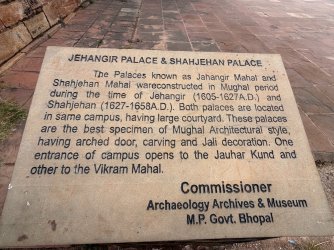 JEHANGIR PALACE & SHAHJEHAN PALACE
The Palaces known as Jahangir Mahal and
Shahjehan Mahal wareconstructed in Mughal period
during the time of Jehangir (1605-1627A.D.) and
Shahjehan (1627-1658A.D.) Both palaces are located
in same campus, having large courtyard. These palaces
are the best specimen of Mughal Architectural style,
having arched door, carving and Jali decoration. One
entrance of campus opens to the Jauhar Kund and
other to the Vikram Mahal.
Commissioner
Archaeology Archives & Museum
M.P. Govt. Bhopal